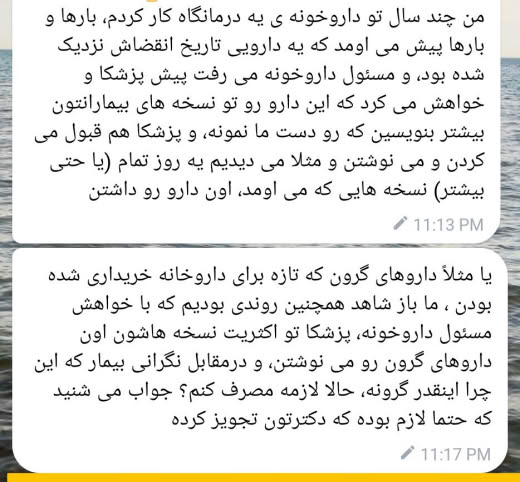 من چند سال تو داروخونه ی یه درمانگاه کار کردم، بارها و
بارها پیش می اومد که یه دارویی تاریخ انقضاش نزدیک
شده بود، و مسئول داروخونه می رفت پیش پزشکا و
خواهش می کرد که این دارو رو تو نسخه های بیمارانتون
بیشتر بنویسین که رو دست ما نمونه، و پزشکا هم قبول می
کردن و می نوشتن و مثلا می دیدیم یه روز تمام (یا حتی
بیشتر) نسخه هایی که می اومد، اون دارو رو داشتن
11:13 PM
یا مثلاً داروهای گرون که تازه برای داروخانه خریداری شده
بودن ، ما باز شاهد همچنین روندی بودیم که با خواهش
مسئول داروخونه، پزشکا تو اکثریت نسخه هاشون اون
داروهای گرون رو می نوشتن، و درمقابل نگرانی بیمار که این
چرا اینقدر گرونه، حالا لازمه مصرف کنم؟ جواب می شنید
که حتما لازم بوده که دکترتون تجویز کرده
11:17 PM